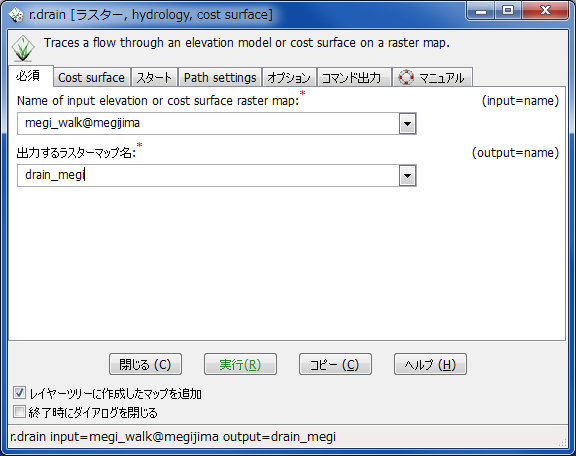 r.drain [ラスター, hydrology, cost surface]
Traces a flow through an elevation model or cost surface on a raster map.
必須 Cost surface スタート Path settings オプション コマンド出力 マニュアル
Name of input elevation or cost surface raster map:* (input=name)
megi_walk@megijima
出力するラスターマップ名:* (output=name)
drain_megi
閉じる (C) 実行(R) コピー (C) ヘルプ (H)
レイヤーツリーに作成したマップを追加
終了時にダイアログを閉じる
r.drain input=megi_walk@megijima output=drain_megi